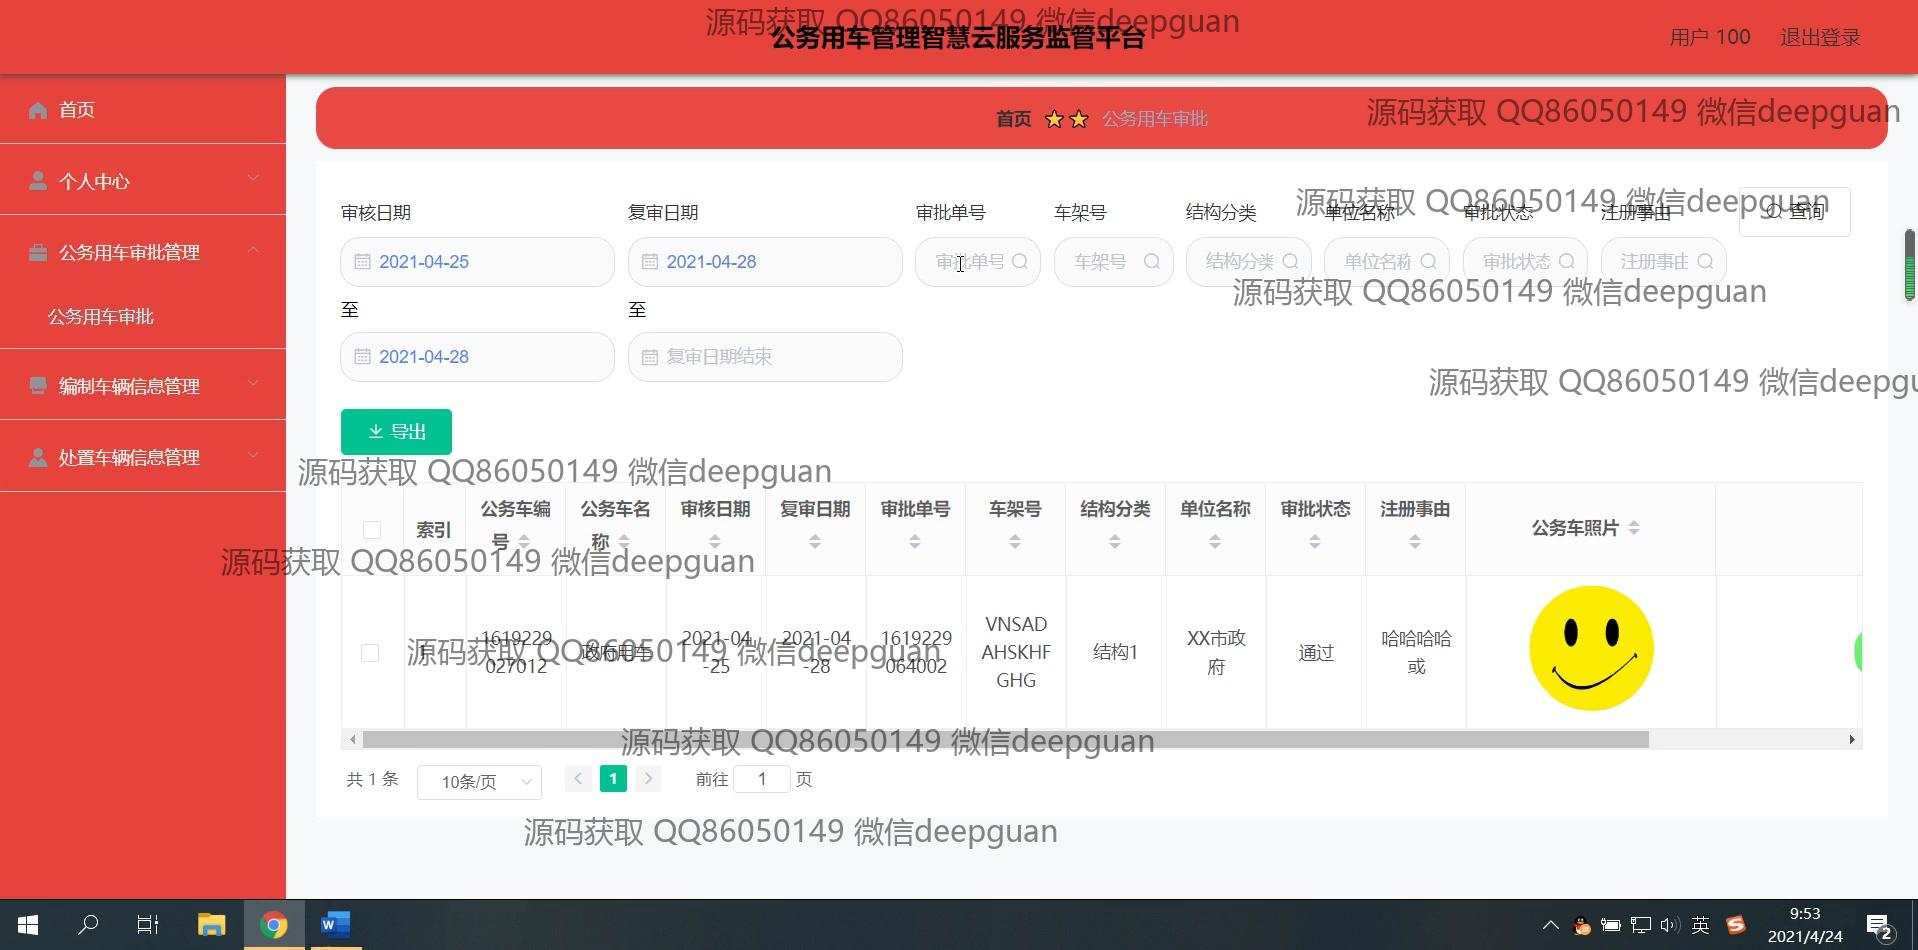 源码获取 QQ86050149 微信deepguan
公务用车管理智慧云服务监管平台
用户 100 退出登录
首页
个人中心
公务用车审批管理
公务用车审批
编制车辆信息管理
处置车辆信息管理
首页 公务用车审批
源码获取 QQ86050149 微信deepguan
审核日期 复审日期 审批单号 车架号 结构分类 单位名称 审批状态 注册事由 查询
源码获取 QQ86050149 微信deepguan
2021-04-25 2021-04-28 审批单号 车架号 结构分类 单位名称 审批状态 注册事由
源码获取 QQ86050149 微信deepguan
至 至
2021-04-28 复审日期结束
源码获取 QQ86050149 微信deepgu
导出
源码获取 QQ86050149 微信deepguan
索引 公务车编号 公务车名称 审核日期 复审日期 审批单号 车架号 结构分类 单位名称 审批状态 注册事由 公务车照片
源码获取 QQ86050149 微信deepguan
1 1619229027012 政府用车 2021-04-25 2021-04-28 1619229064002 VNSADAHSKHFGHG 结构1 XX市政府 通过 哈哈哈哈或
源码获取 QQ86050149 微信deepguan
源码获取 QQ86050149 微信deepguan
共 1 条 10条/页 1 前往 1 页
源码获取 QQ86050149 微信deepguan
英 9:53
2021/4/24 2